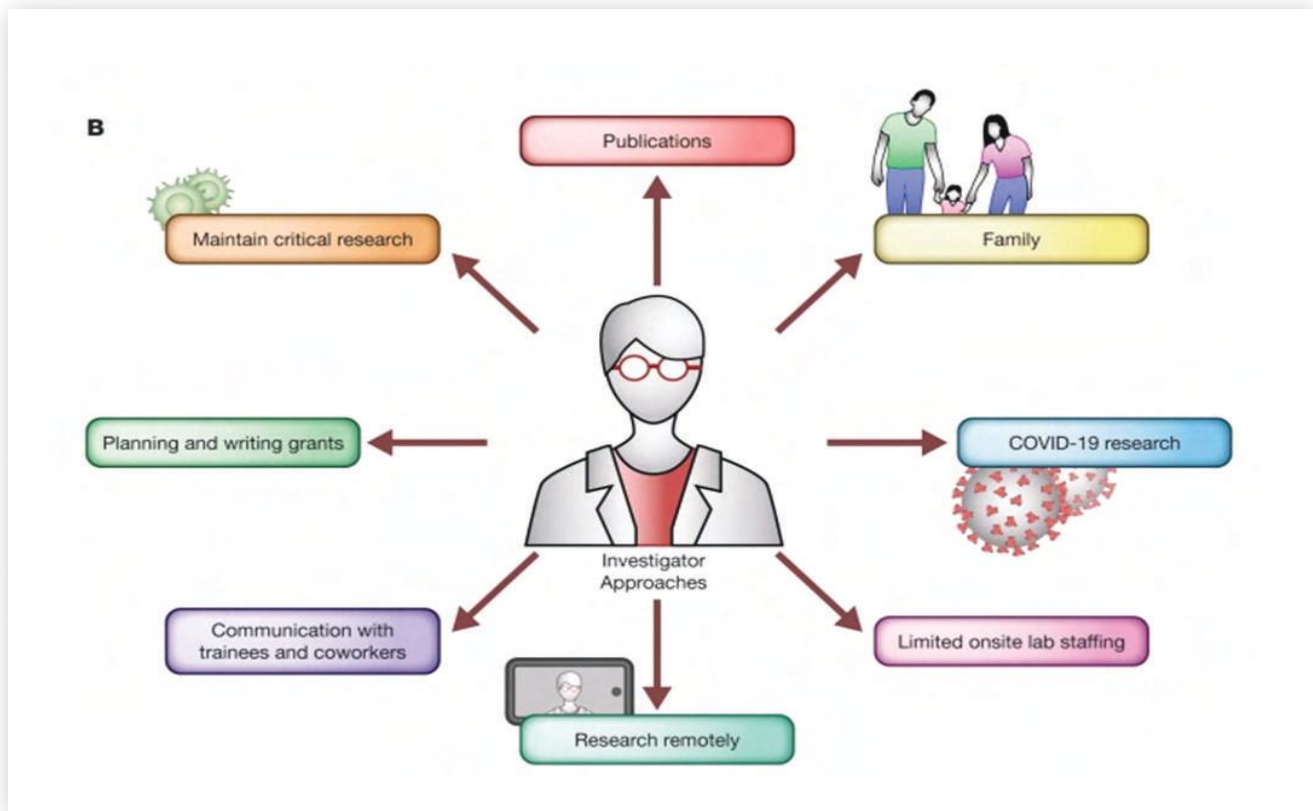 B
Publications
Maintain critical research
Family
Planning and writing grants
COVID-19 research
Investigator
Approaches
Communication with
trainees and coworkers
Limited onsite lab staffing
Research remotely